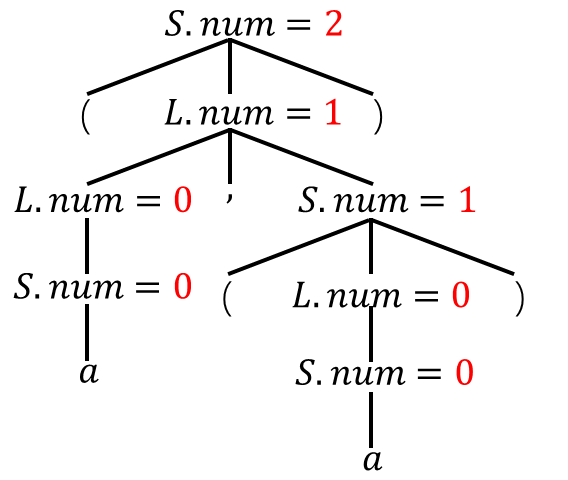 S.num = 2
( L.num = 1 )
L.num = 0 , S.num = 1
S.num = 0 ( L.num = 0 )
a S.num = 0
a